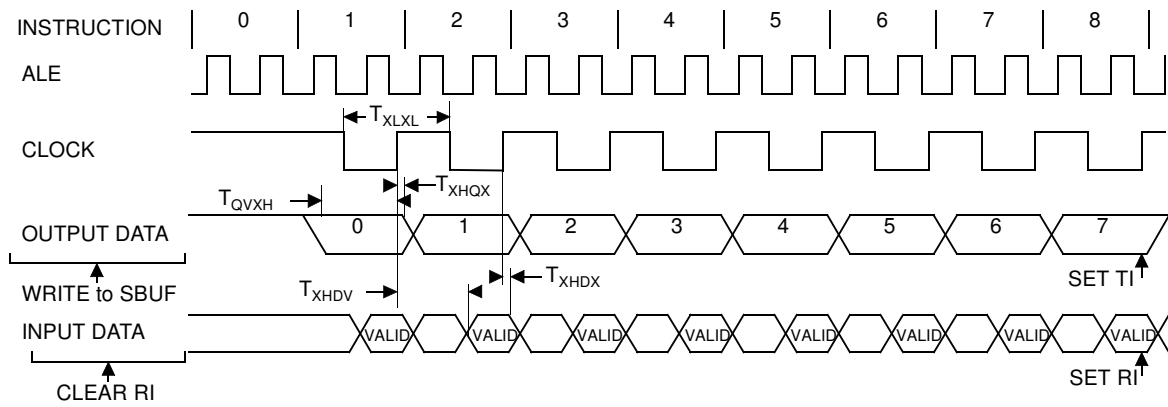 INSTRUCTION 0 1 2 3 4 5 6 7 8
ALE
TXLXL
CLOCK
TXHQX
TQVXH
OUTPUT DATA 0 1 2 3 4 5 6 7
TXHDX
SET TI
WRITE to SBUF
TXHDV
INPUT DATA VALID VALID VALID VALID VALID VALID VALID VALID
SET RI
CLEAR RI